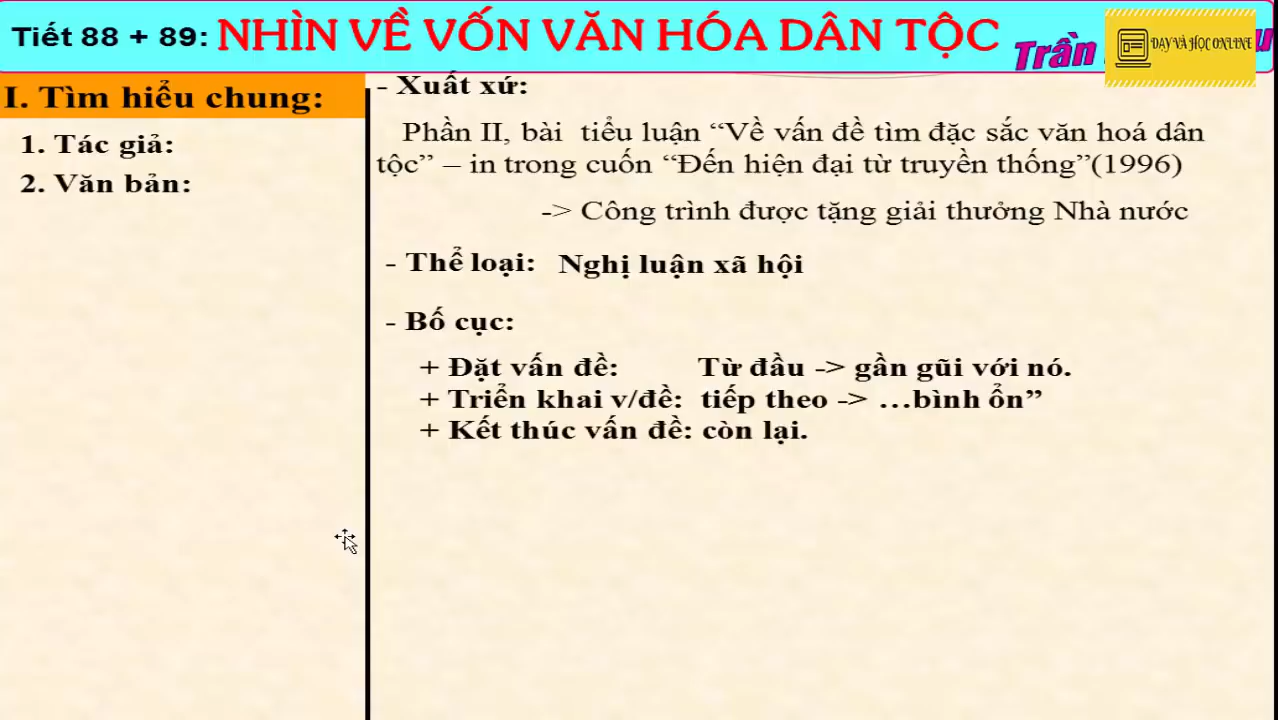 Tiết 88 + 89: NHÌN VỀ VỐN VĂN HÓA DÂN TỘC
Trần
DẠY VÀ HỌC ONLINE
I. Tìm hiểu chung:
1. Tác giả:
2. Văn bản:
- Xuất xứ:
Phần II, bài tiểu luận “Về vấn đề tìm đặc sắc văn hoá dân
tộc” – in trong cuốn “Đến hiện đại từ truyền thống”(1996)
-> Công trình được tặng giải thưởng Nhà nước
- Thể loại: Nghị luận xã hội
- Bố cục:
+ Đặt vấn đề: Từ đầu -> gần gũi với nó.
+ Triển khai v/đề: tiếp theo -> …bình ổn”
+ Kết thúc vấn đề: còn lại.